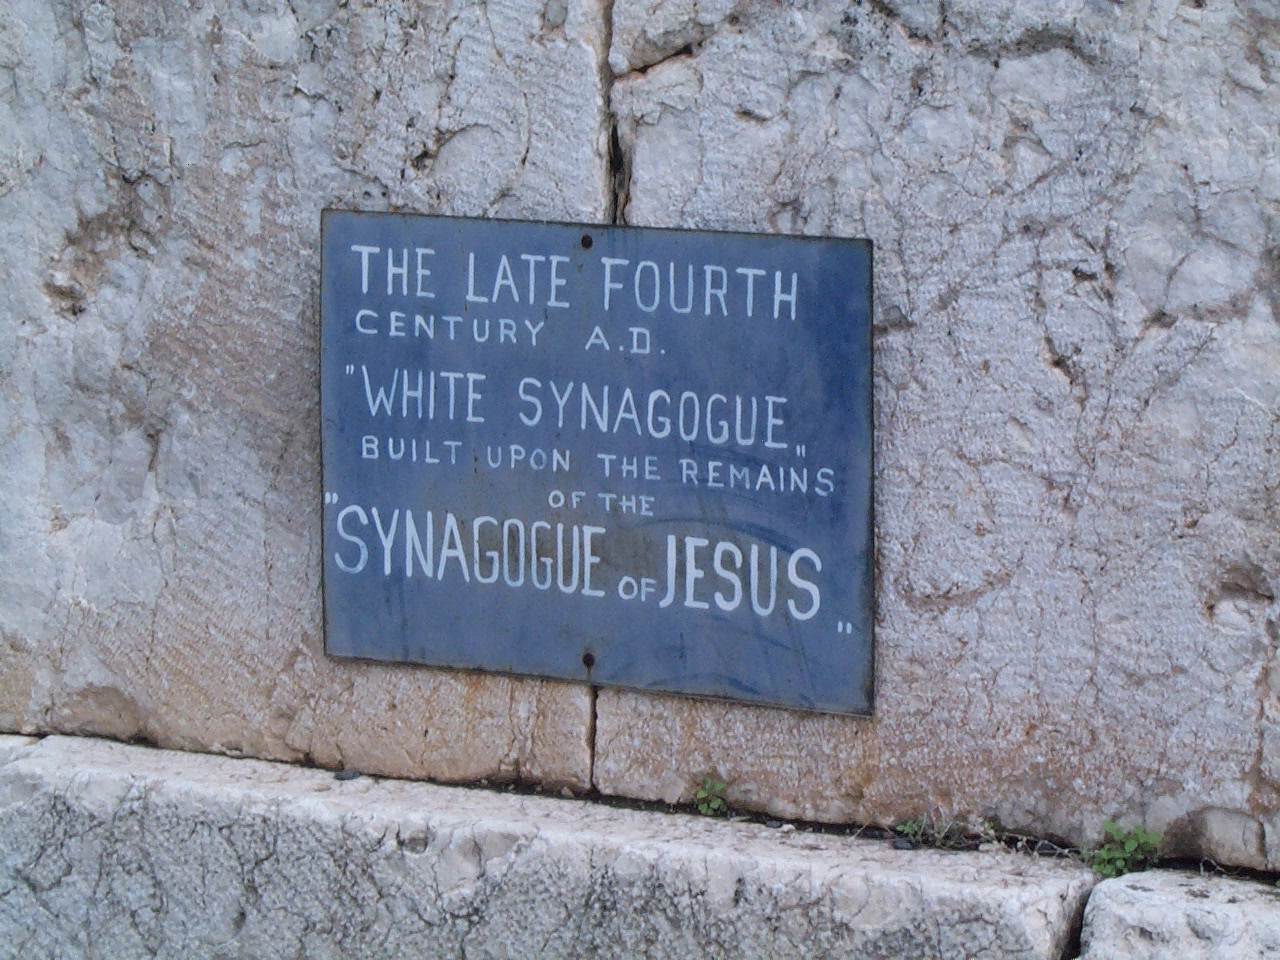 THE LATE FOURTH
CENTURY A.D.
"WHITE SYNAGOGUE"
BUILT UPON THE REMAINS
OF THE
"SYNAGOGUE OF JESUS"